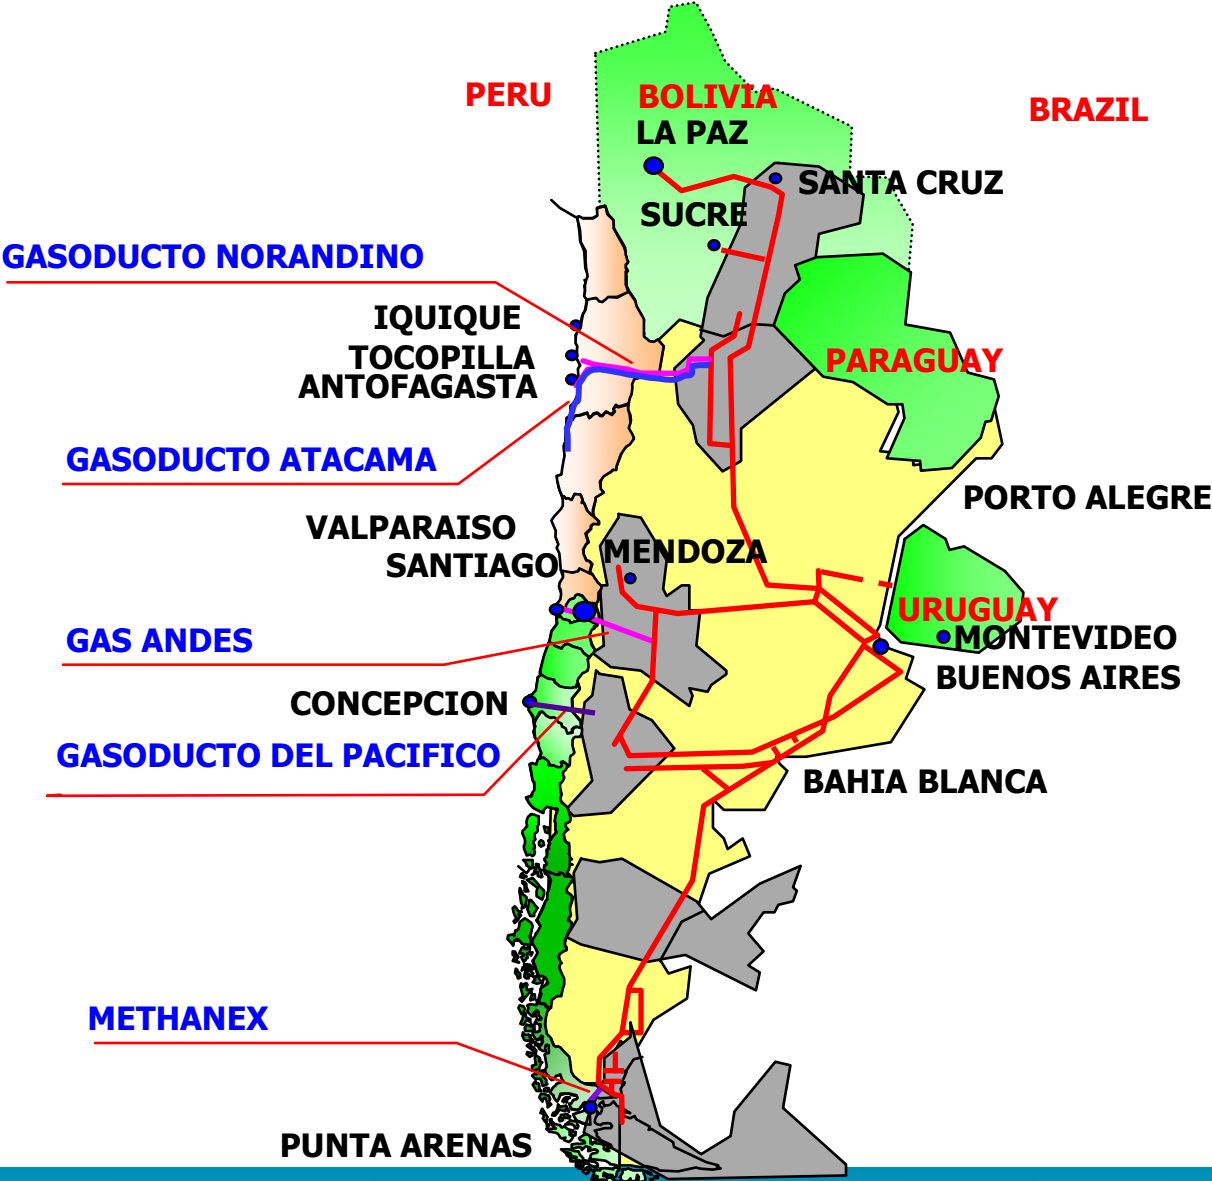 PERU
BOLIVIA
BRAZIL
LA PAZ
SANTA CRUZ
SUCRE
GASODUCTO NORANDINO
IQUIQUE
TOCOPILLA
PARAGUAY
ANTOFAGASTA
GASODUCTO ATACAMA
PORTO ALEGRE
VALPARAISO
MENDOZA
SANTIAGO
URUGUAY
GAS ANDES
MONTEVIDEO
BUENOS AIRES
CONCEPCION
GASODUCTO DEL PACIFICO
BAHIA BLANCA
METHANEX
PUNTA ARENAS